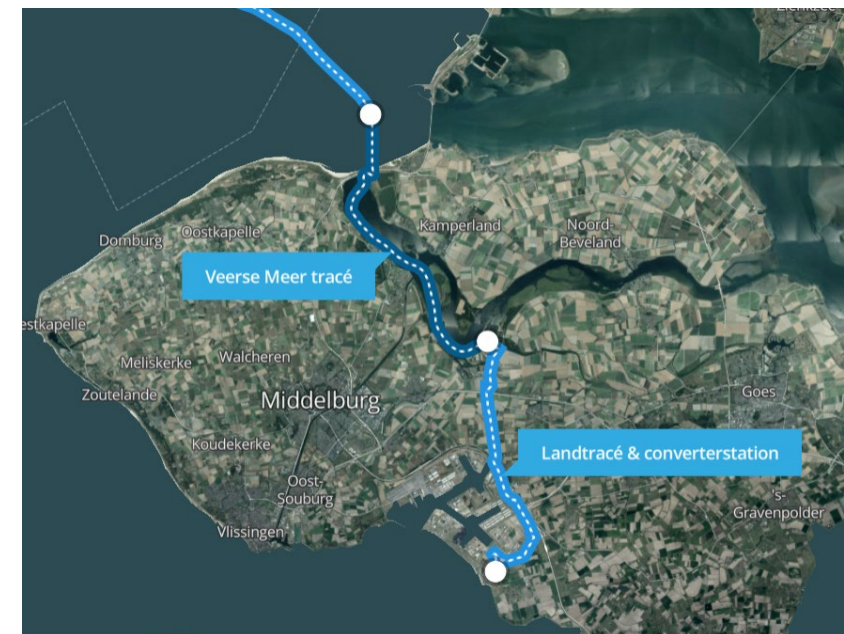 Domburg
Oostkapelle
Kamperland
Noord-
Beveland
Veerse Meer tracé
estkapelle
Meliskerke
Walcheren
Zoutelande
Middelburg
Goes
Koudekerke
Landtracé & converterstation
Oost-
Souburg
's-
Gravenpolder
Vlissingen